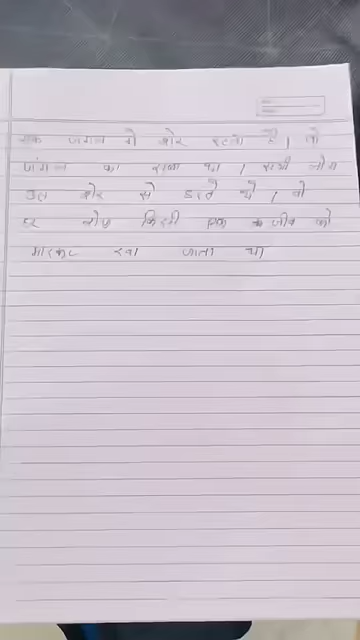 एक जंगल मे शेर रहता है। वो
जंगल का राजा था। सभी लोग
उस शेर से डरते थे। वो
हर रोज किसी एक जीव को
मारकर खा जाता था